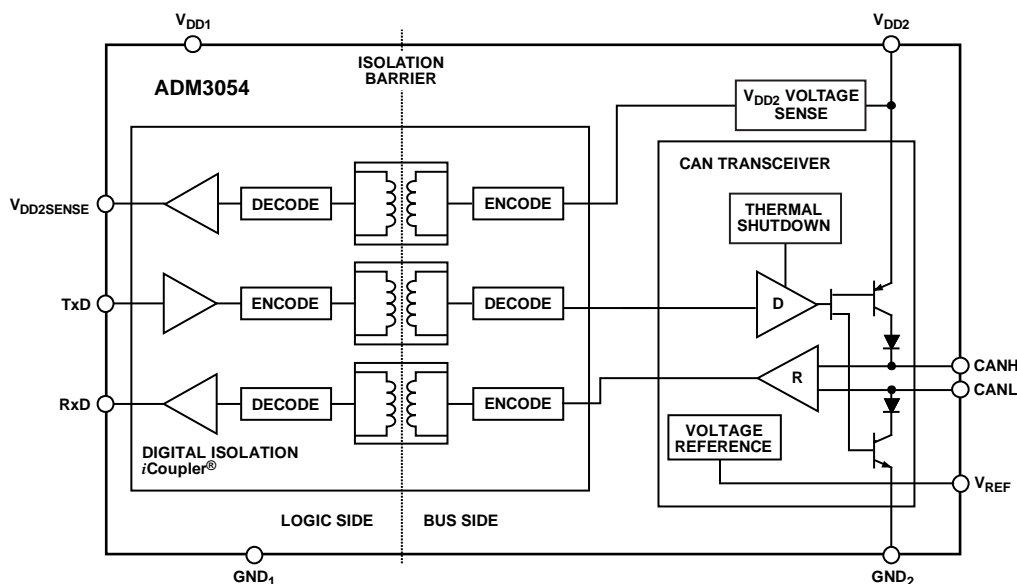 VDD1
VDD2
ADM3054
ISOLATION
BARRIER
VDD2 VOLTAGE
SENSE
CAN TRANSCEIVER
VDD2SENSE
DECODE
ENCODE
THERMAL
SHUTDOWN
TxD
ENCODE
DECODE
D
RxD
DECODE
ENCODE
R
CANH
CANL
DIGITAL ISOLATION
iCoupler®
VOLTAGE
REFERENCE
VREF
LOGIC SIDE
BUS SIDE
GND1
GND2